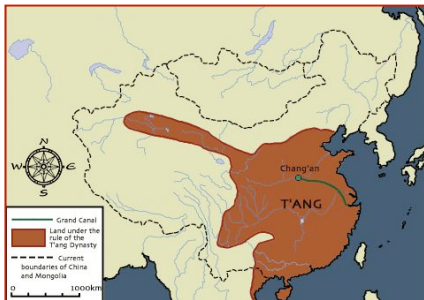 N
W E
S
Chang'an
T'ANG
Grand Canal
Land under the
rule of the
T'ang Dynasty
Current
boundaries of China
and Mongolia
0 1000km